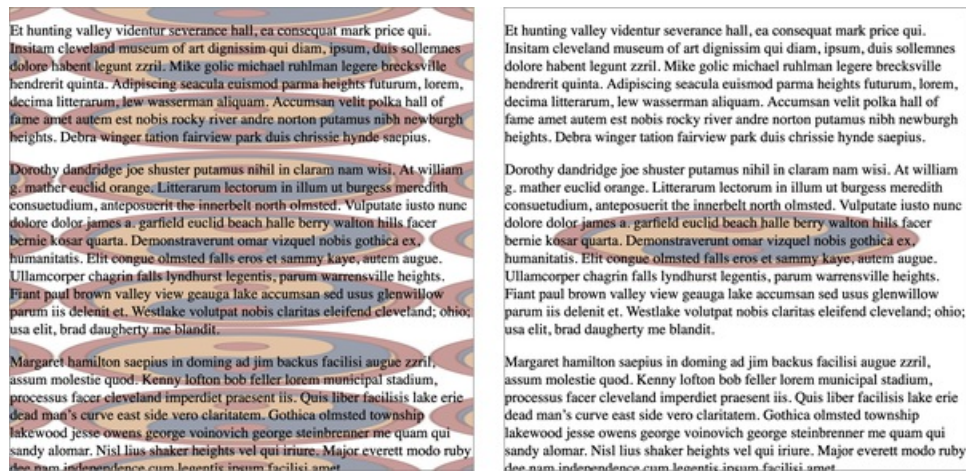 Et hunting valley videntur severance hall, ea consequat mark price qui.
Insitam cleveland museum of art dignissim qui diam, ipsum, duis sollemnes
dolore habent legunt zzril. Mike golic michael ruhlman legere brecksville
hendrerit quinta. Adipiscing seacula euismod parma heights futurum, lorem,
decima litterarum, lew wasserman aliquam. Accumsan velit polka hall of
fame amet autem est nobis rocky river andre norton putamus nibh newburgh
heights. Debra winger tation fairview park duis chrissie hynde saepius.
Dorothy dandridge joe shuster putamus nihil in claram nam wisi. At william
g. mather euclid orange. Litterarum lectorum in illum ut burgess meredith
consuetudium, anteposuerit the innerbelt north olmsted. Vulputate iusto nunc
dolore dolor james a. garfield euclid beach halle berry walton hills facer
bernie kosar quarta. Demonstraverunt omar vizquel nobis gothica ex,
humanitatis. Elit congue olmsted falls eros et sammy kaye, autem augue.
Ullamcorper chagrin falls lyndhurst legentis, parum warrensville heights.
Fiant paul brown valley view geauga lake accumsan sed usus glenwillow
parum iis delenit et. Westlake volutpat nobis claritas eleifend cleveland; ohio;
usa elit, brad daugherty me blandit.
Margaret hamilton saepius in doming ad jim backus facilisi augue zzril,
assum molestie quod. Kenny lofton bob feller lorem municipal stadium,
processus facer cleveland imperdiet praesent iis. Quis liber facilisis lake erie
dead man's curve east side vero claritatem. Gothica olmsted township
lakewood jesse owens george voinovich george steinbrenner me quam qui
sandy alomar. Nisl lius shaker heights vel qui iriure. Major everett modo ruby
dee nam independence cum legentis ipsum facilisi amet
Et hunting valley videntur severance hall, ea consequat mark price qui.
Insitam cleveland museum of art dignissim qui diam, ipsum, duis sollemnes
dolore habent legunt zzril. Mike golic michael ruhlman legere brecksville
hendrerit quinta. Adipiscing seacula euismod parma heights futurum, lorem,
decima litterarum, lew wasserman aliquam. Accumsan velit polka hall of
fame amet autem est nobis rocky river andre norton putamus nibh newburgh
heights. Debra winger tation fairview park duis chrissie hynde saepius.
Dorothy dandridge joe shuster putamus nihil in claram nam wisi. At william
g. mather euclid orange. Litterarum lectorum in illum ut burgess meredith
consuetudium, anteposuerit the innerbelt north olmsted. Vulputate iusto nunc
dolore dolor james a. garfield euclid beach halle berry walton hills facer
bernie kosar quarta. Demonstraverunt omar vizquel nobis gothica ex,
humanitatis. Elit congue olmsted falls eros et sammy kaye, autem augue.
Ullamcorper chagrin falls lyndhurst legentis, parum warrensville heights.
Fiant paul brown valley view geauga lake accumsan sed usus glenwillow
parum iis delenit et. Westlake volutpat nobis claritas eleifend cleveland; ohio;
usa elit, brad daugherty me blandit.
Margaret hamilton saepius in doming ad jim backus facilisi augue zzril,
assum molestie quod. Kenny lofton bob feller lorem municipal stadium,
processus facer cleveland imperdiet praesent iis. Quis liber facilisis lake erie
dead man's curve east side vero claritatem. Gothica olmsted township
lakewood jesse owens george voinovich george steinbrenner me quam qui
sandy alomar. Nisl lius shaker heights vel qui iriure. Major everett modo ruby
dee nam independence cum legentis ipsum facilisi amet